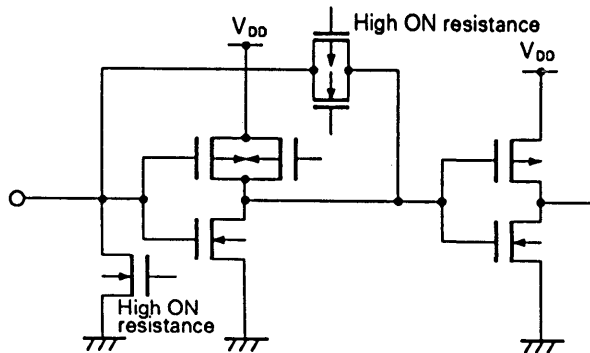 V_DD
High ON resistance
V_DD
High ON
resistance